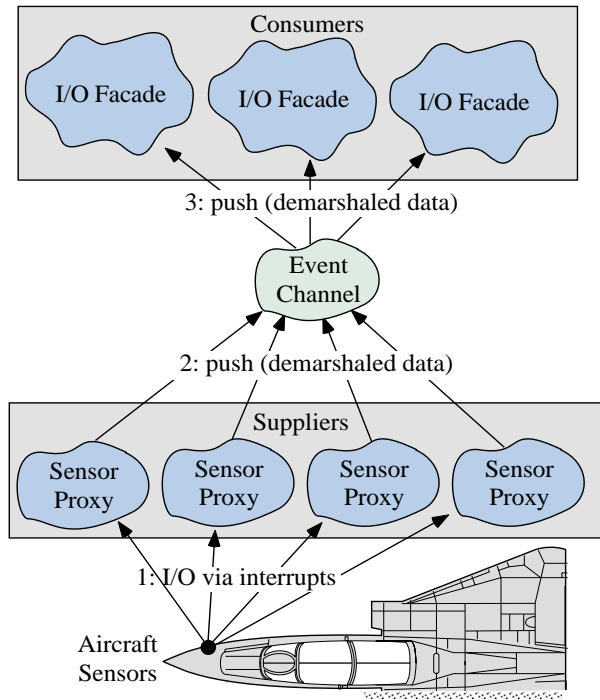 Consumers
I/O Facade
I/O Facade
I/O Facade
3: push (demarshaled data)
Event
Channel
2: push (demarshaled data)
Suppliers
Sensor
Proxy
Sensor
Proxy
Sensor
Proxy
Sensor
Proxy
1: I/O via interrupts
Aircraft
Sensors